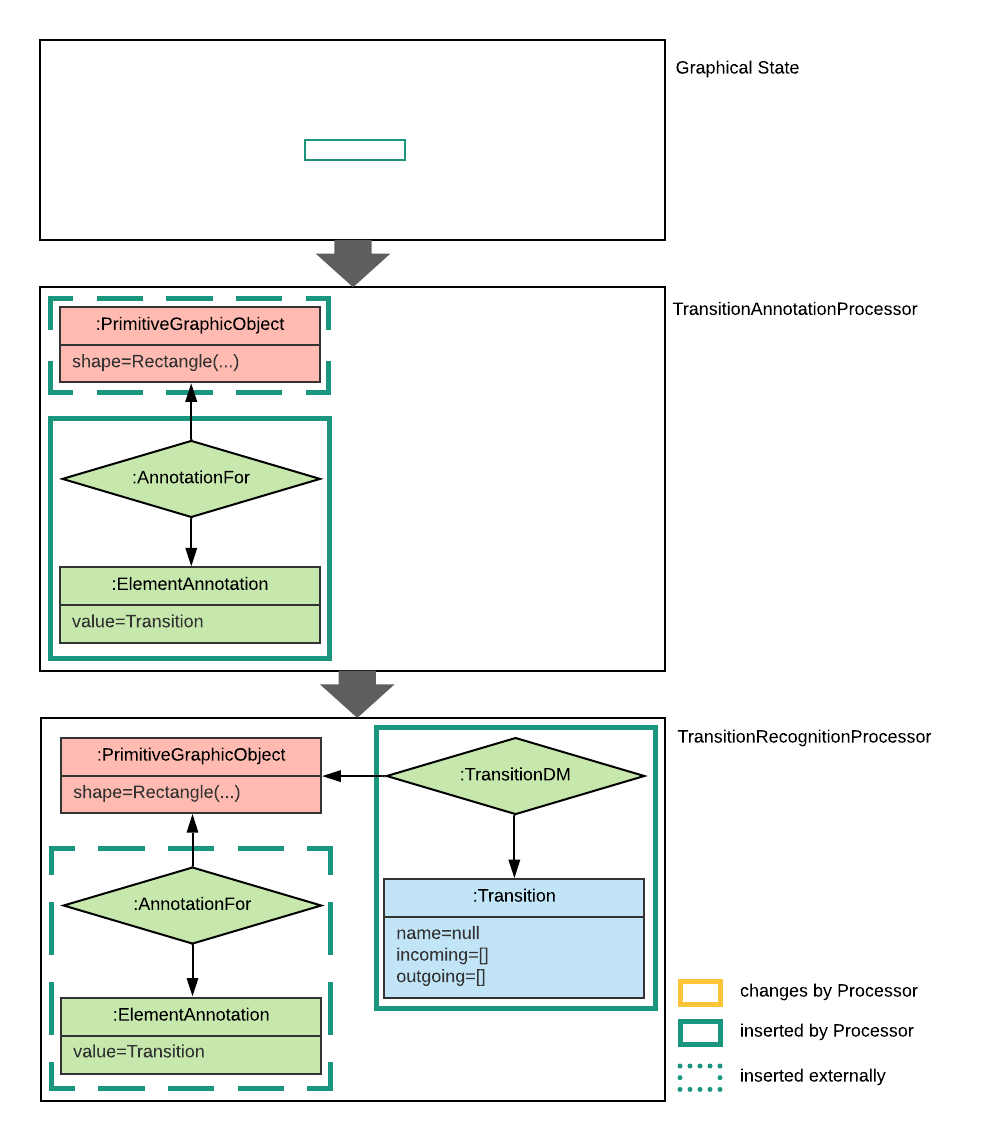 Graphical State
TransitionAnnotationProcessor
:PrimitiveGraphicObject
shape=Rectangle(...)
:AnnotationFor
:ElementAnnotation
value=Transition
TransitionRecognitionProcessor
:PrimitiveGraphicObject
shape=Rectangle(...)
:TransitionDM
:AnnotationFor
:Transition
name=null
incoming=[]
outgoing=[]
:ElementAnnotation
value=Transition
changes by Processor
inserted by Processor
inserted externally